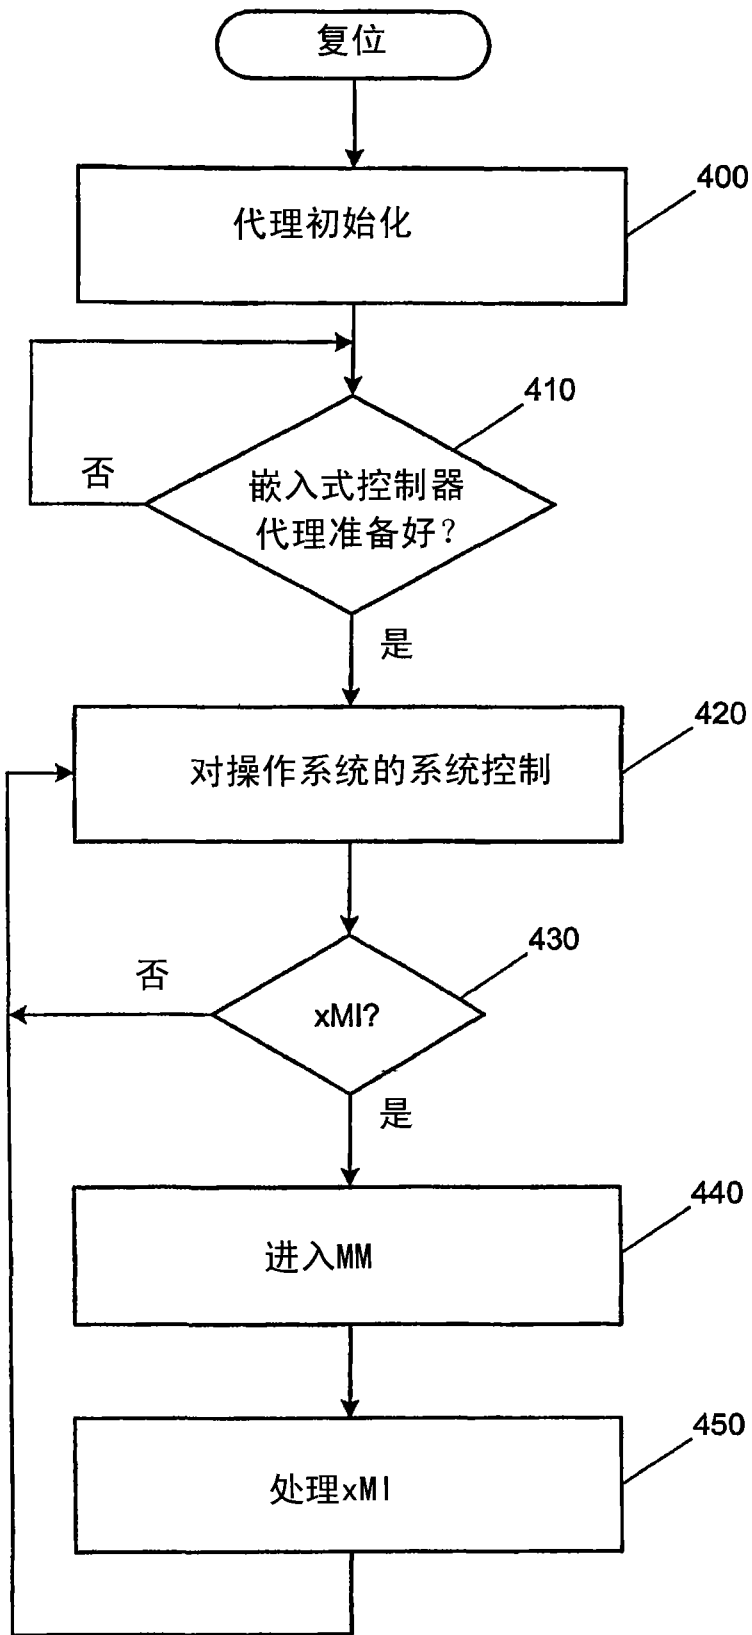 复位
400
代理初始化
410
否
嵌入式控制器
代理准备好?
是
420
对操作系统的系统控制
430
否
xMI?
是
440
进入MM
450
处理xMI